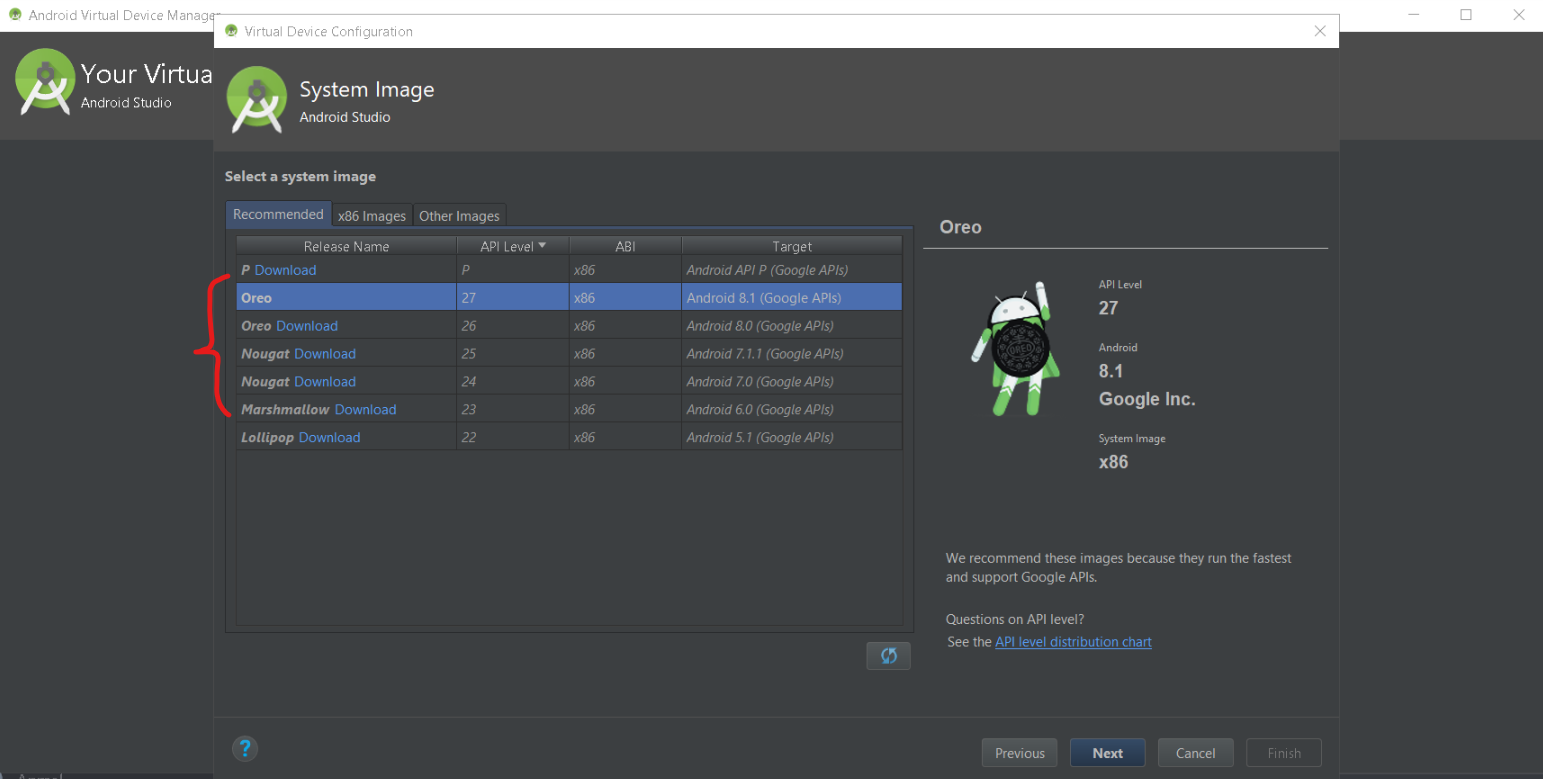 Android Virtual Device Manager
Virtual Device Configuration
Your Virtua
Android Studio
System Image
Android Studio
Select a system image
Recommended x86 Images Other Images
Release Name API Level ABI Target
P Download P x86 Android API P (Google APIs)
Oreo 27 x86 Android 8.1 (Google APIs)
Oreo Download 26 x86 Android 8.0 (Google APIs)
Nougat Download 25 x86 Android 7.1.1 (Google APIs)
Nougat Download 24 x86 Android 7.0 (Google APIs)
Marshmallow Download 23 x86 Android 6.0 (Google APIs)
Lollipop Download 22 x86 Android 5.1 (Google APIs)
Oreo
API Level
27
OREO
Android
8.1
Google Inc.
System Image
x86
We recommend these images because they run the fastest
and support Google APIs.
Questions on API level?
See the API level distribution chart
?
Previous Next Cancel Finish